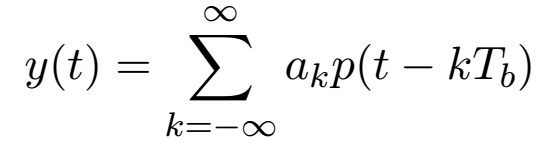 y(t) = \sum_{k=-\infty}^{\infty} a_k p(t - kT_b)